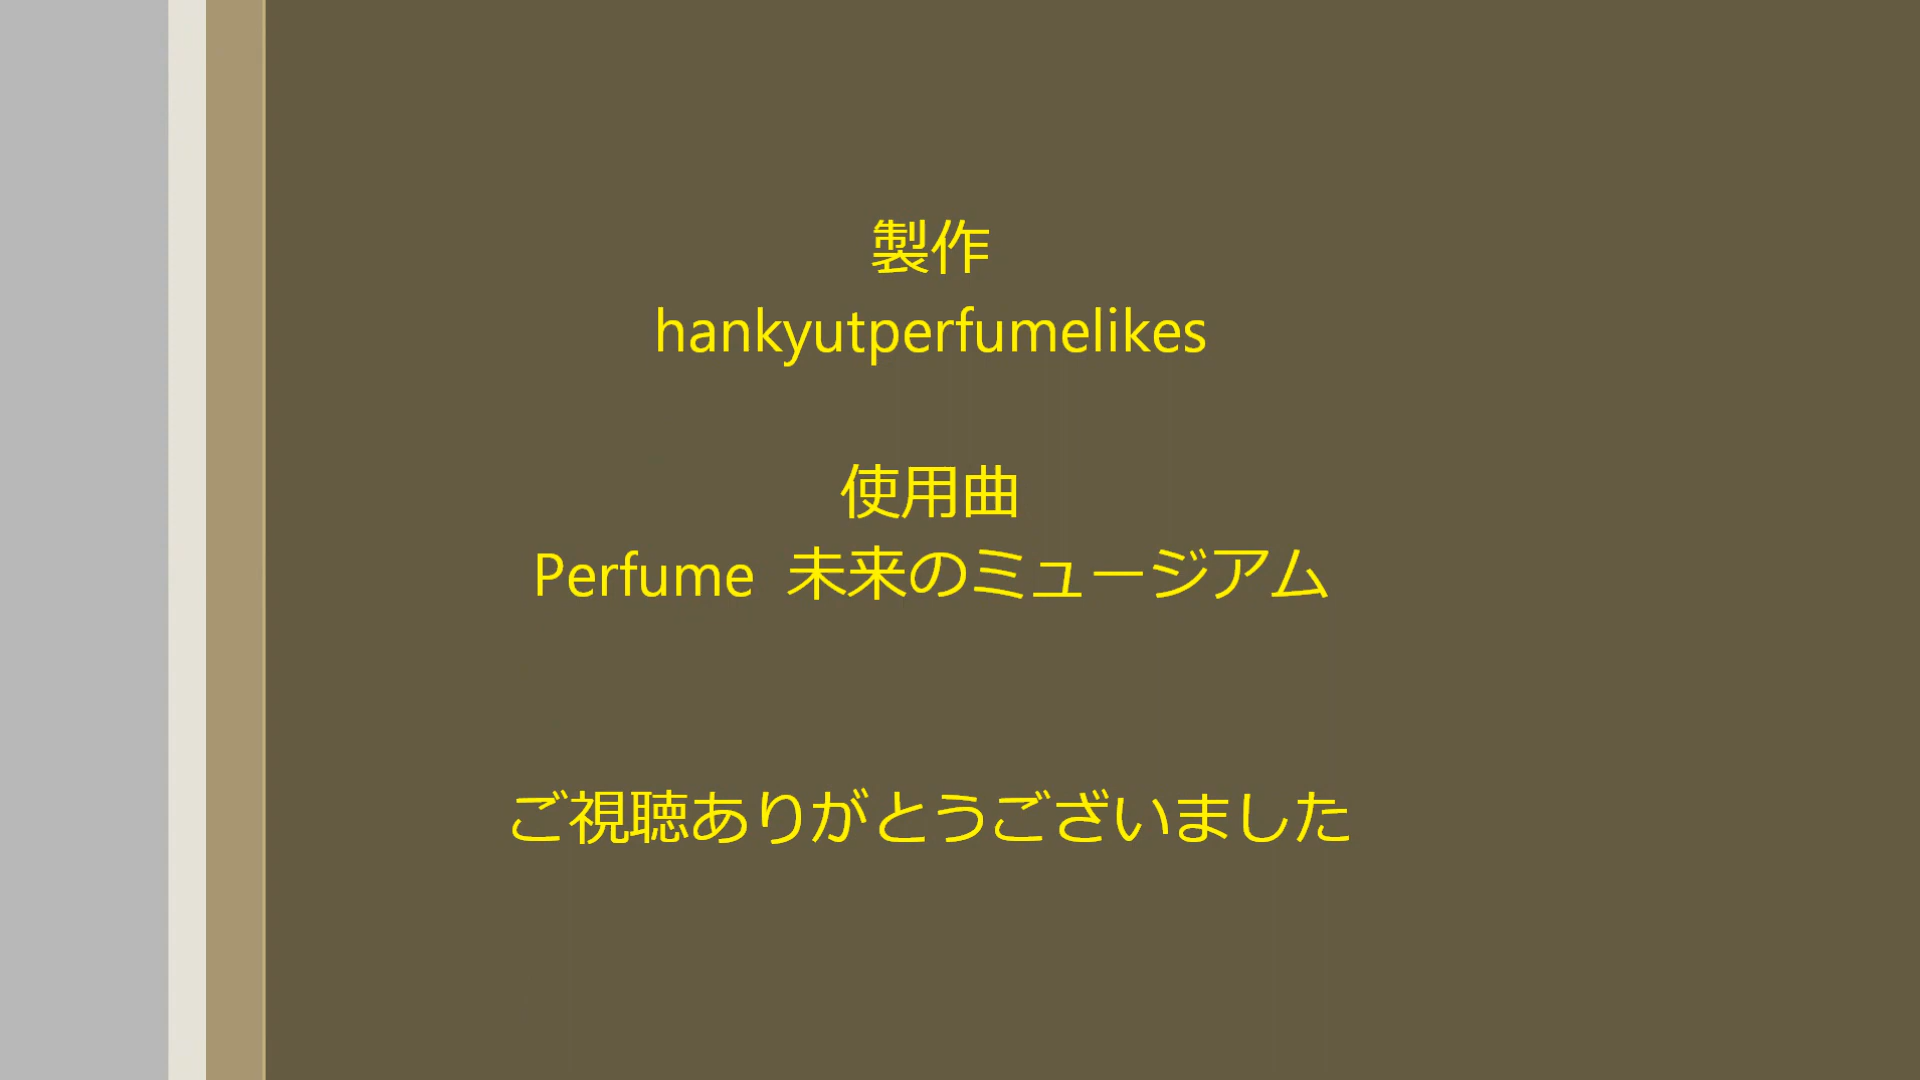 製作
hankyutperfumelikes
使用曲
Perfume 未来のミュージアム
ご視聴ありがとうございました